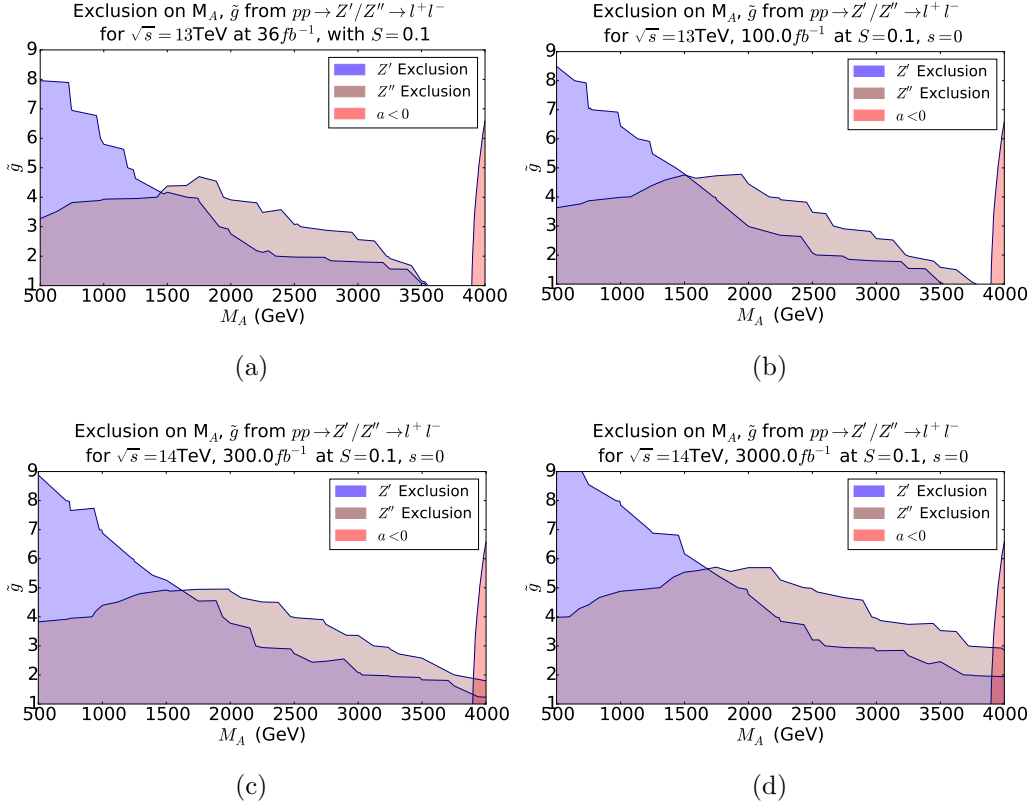 Exclusion on M_A, g̃ from pp→Z′/Z″→l⁺l⁻
for √s=13TeV at 36fb⁻¹, with S=0.1
Z′ Exclusion
Z″ Exclusion
a<0
g̃
9
8
7
6
5
4
3
2
1
500 1000 1500 2000 2500 3000 3500 4000
M_A (GeV)
(a)
Exclusion on M_A, g̃ from pp→Z′/Z″→l⁺l⁻
for √s=13TeV, 100.0fb⁻¹ at S=0.1, s=0
Z′ Exclusion
Z″ Exclusion
a<0
g̃
9
8
7
6
5
4
3
2
1
500 1000 1500 2000 2500 3000 3500 4000
M_A (GeV)
(b)
Exclusion on M_A, g̃ from pp→Z′/Z″→l⁺l⁻
for √s=14TeV, 300.0fb⁻¹ at S=0.1, s=0
Z′ Exclusion
Z″ Exclusion
a<0
g̃
9
8
7
6
5
4
3
2
1
500 1000 1500 2000 2500 3000 3500 4000
M_A (GeV)
(c)
Exclusion on M_A, g̃ from pp→Z′/Z″→l⁺l⁻
for √s=14TeV, 3000.0fb⁻¹ at S=0.1, s=0
Z′ Exclusion
Z″ Exclusion
a<0
g̃
9
8
7
6
5
4
3
2
1
500 1000 1500 2000 2500 3000 3500 4000
M_A (GeV)
(d)